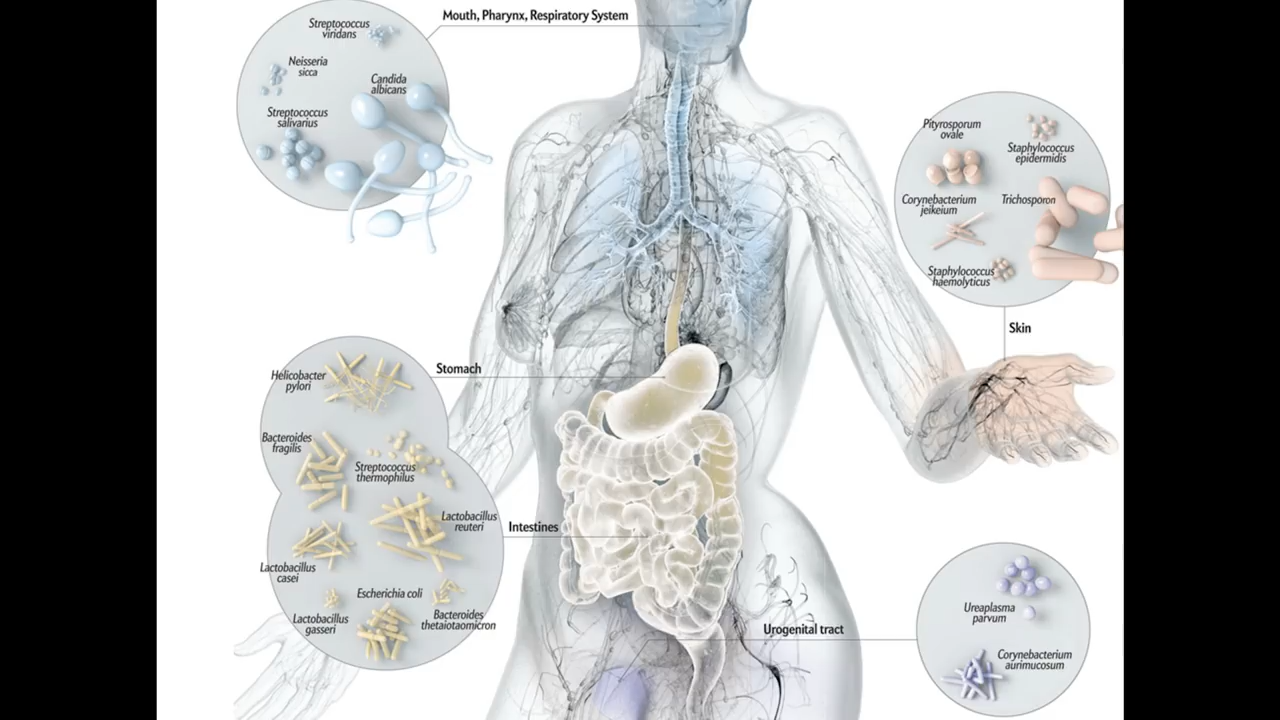 Mouth, Pharynx, Respiratory System
Streptococcus
viridans
Neisseria
sicca
Candida
albicans
Streptococcus
salivarius
Pityrosporum
ovale
Staphylococcus
epidermidis
Corynebacterium
jeikeium
Trichosporon
Staphylococcus
haemolyticus
Skin
Stomach
Helicobacter
pylori
Bacteroides
fragilis
Streptococcus
thermophilus
Lactobacillus
reuteri
Intestines
Lactobacillus
casei
Escherichia coli
Lactobacillus
gasseri
Bacteroides
thetaiotaomicron
Urogenital tract
Ureaplasma
parvum
Corynebacterium
aurimucosum